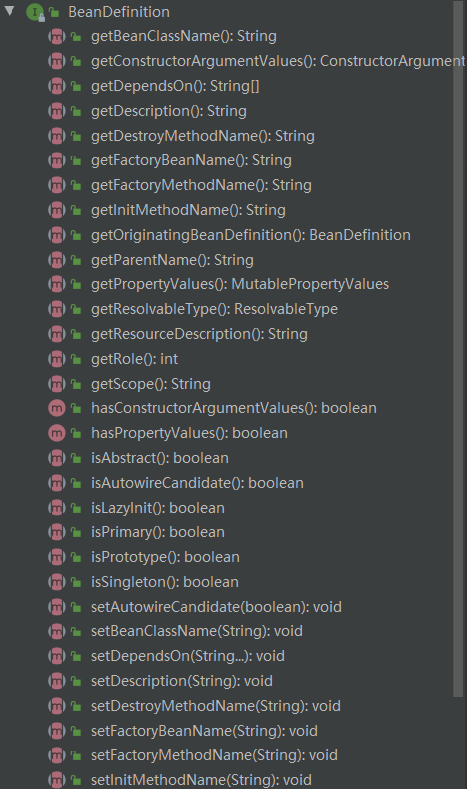 BeanDefinition
getBeanClassName(): String
getConstructorArgumentValues(): ConstructorArgument
getDependsOn(): String[]
getDescription(): String
getDestroyMethodName(): String
getFactoryBeanName(): String
getFactoryMethodName(): String
getInitMethodName(): String
getOriginatingBeanDefinition(): BeanDefinition
getParentName(): String
getPropertyValues(): MutablePropertyValues
getResolvableType(): ResolvableType
getResourceDescription(): String
getRole(): int
getScope(): String
hasConstructorArgumentValues(): boolean
hasPropertyValues(): boolean
isAbstract(): boolean
isAutowireCandidate(): boolean
isLazyInit(): boolean
isPrimary(): boolean
isPrototype(): boolean
isSingleton(): boolean
setAutowireCandidate(boolean): void
setBeanClassName(String): void
setDependsOn(String...): void
setDescription(String): void
setDestroyMethodName(String): void
setFactoryBeanName(String): void
setFactoryMethodName(String): void
setInitMethodName(String): void